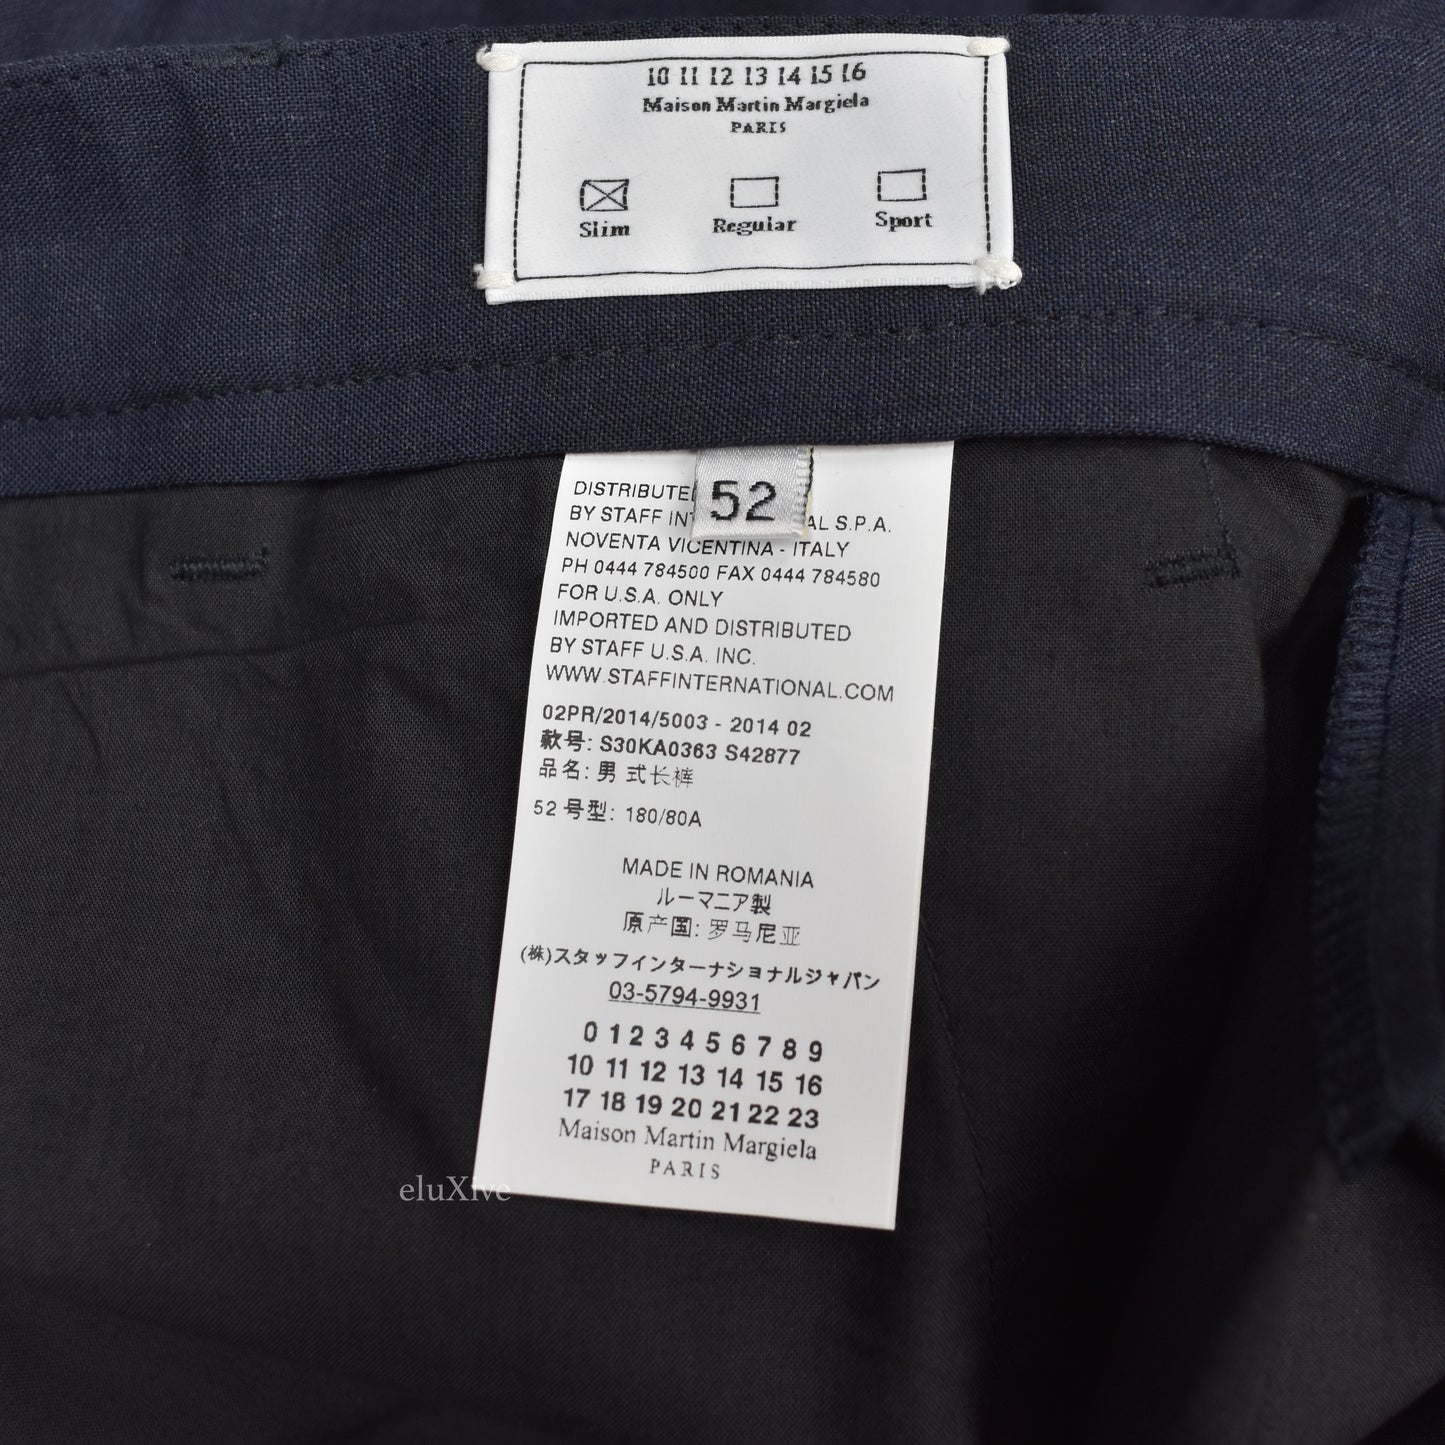 10 11 12 13 14 15 16
Maison Martin Margiela
PARIS
Slim Regular Sport
52
DISTRIBUTE
BY STAFF INT AL S.P.A.
NOVENTA VICENTINA - ITALY
PH 0444 784500 FAX 0444 784580
FOR U.S.A. ONLY
IMPORTED AND DISTRIBUTED
BY STAFF U.S.A. INC.
WWW.STAFFINTERNATIONAL.COM
02PR/2014/5003 - 2014 02
款号: S30KA0363 S42877
品名: 男 式长裤
52 号型: 180/80A
MADE IN ROMANIA
ルーマニア製
原产国: 罗马尼亚
(株)スタッフインターナショナルジャパン
03-5794-9931
0 1 2 3 4 5 6 7 8 9
10 11 12 13 14 15 16
17 18 19 20 21 22 23
Maison Martin Margiela
PARIS
eluXive